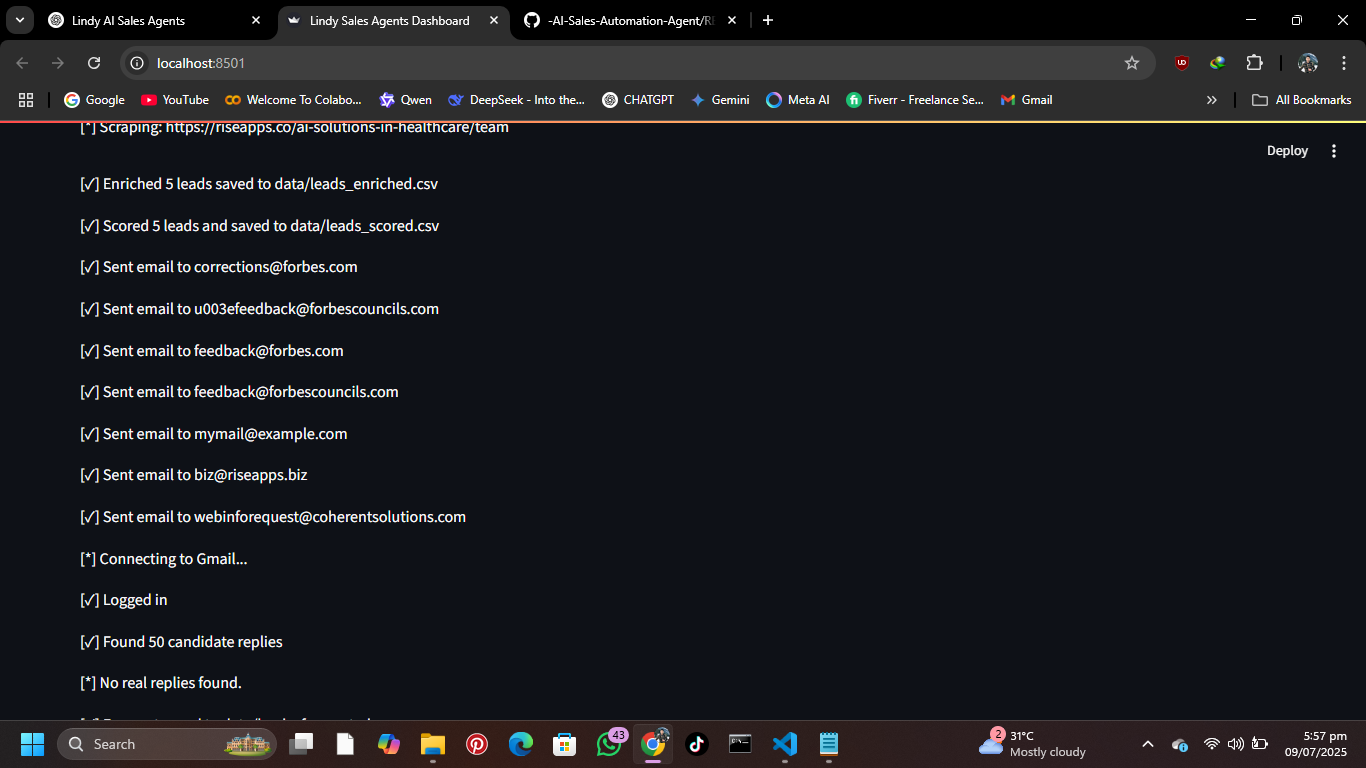 Lindy AI Sales Agents
Lindy Sales Agents Dashboard
-AI-Sales-Automation-Agent/RE
localhost:8501
Google
YouTube
Welcome To Colabo...
Qwen
DeepSeek - Into the...
CHATGPT
Gemini
Meta AI
Fiverr - Freelance Se...
Gmail
All Bookmarks
[*] Scraping: https://riseapps.co/ai-solutions-in-healthcare/team
Deploy
[✓] Enriched 5 leads saved to data/leads_enriched.csv
[✓] Scored 5 leads and saved to data/leads_scored.csv
[✓] Sent email to corrections@forbes.com
[✓] Sent email to u003efeedback@forbescouncils.com
[✓] Sent email to feedback@forbes.com
[✓] Sent email to feedback@forbescouncils.com
[✓] Sent email to mymail@example.com
[✓] Sent email to biz@riseapps.biz
[✓] Sent email to webinforequest@coherentsolutions.com
[*] Connecting to Gmail...
[✓] Logged in
[✓] Found 50 candidate replies
[*] No real replies found.
Search
43
2
31°C
Mostly cloudy
5:57 pm
09/07/2025